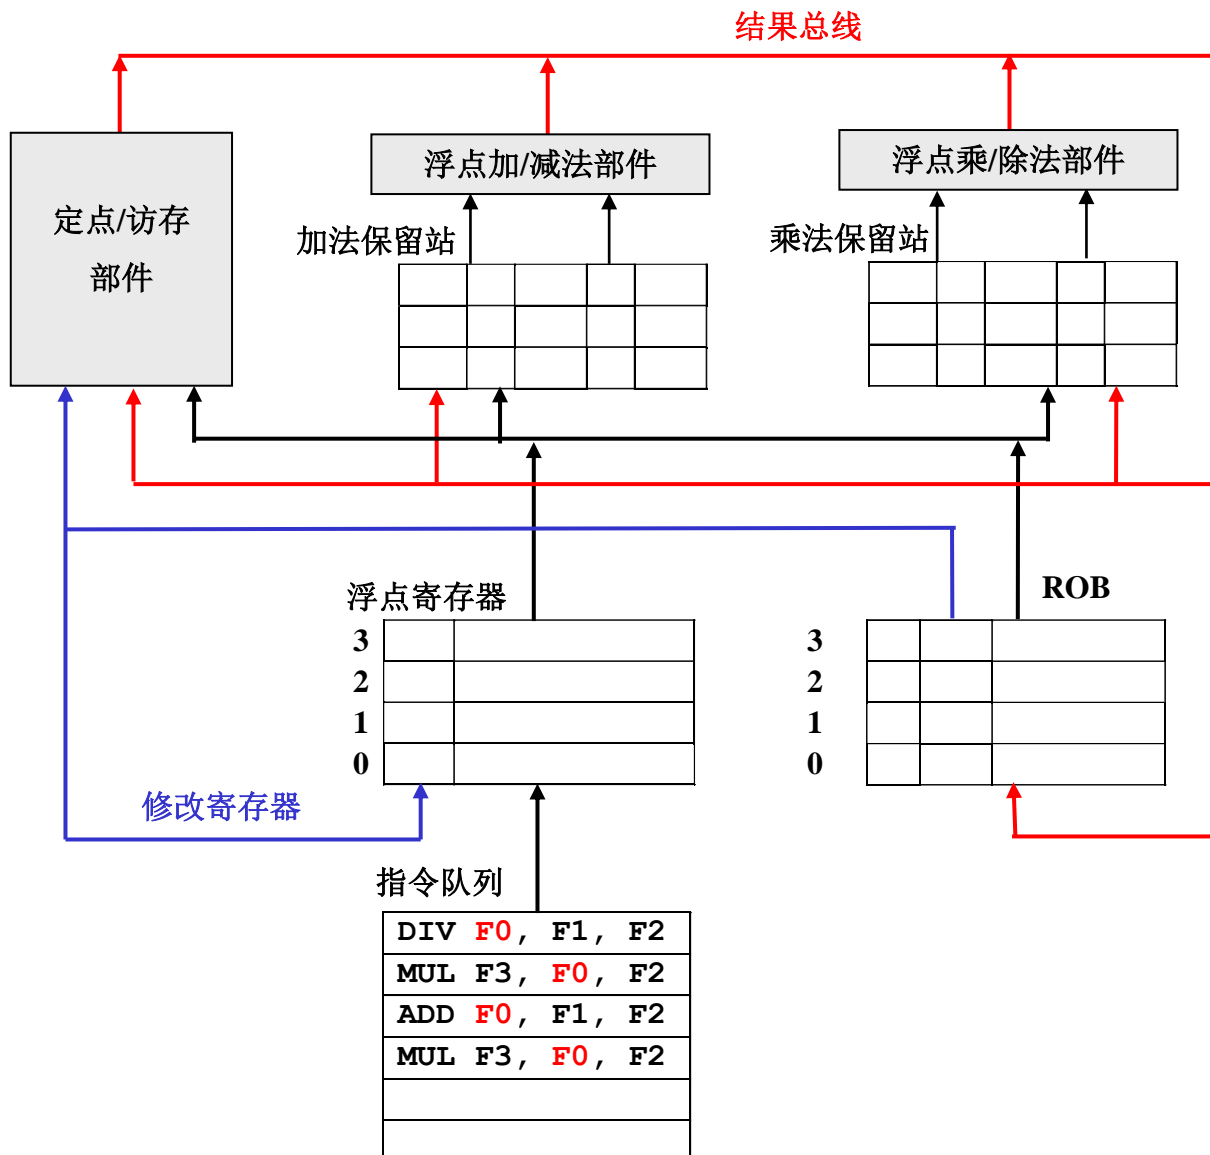 结果总线
定点/访存
部件
浮点加/减法部件
浮点乘/除法部件
加法保留站
乘法保留站
浮点寄存器
3
2
1
0
ROB
3
2
1
0
修改寄存器
指令队列
DIV F0, F1, F2
MUL F3, F0, F2
ADD F0, F1, F2
MUL F3, F0, F2